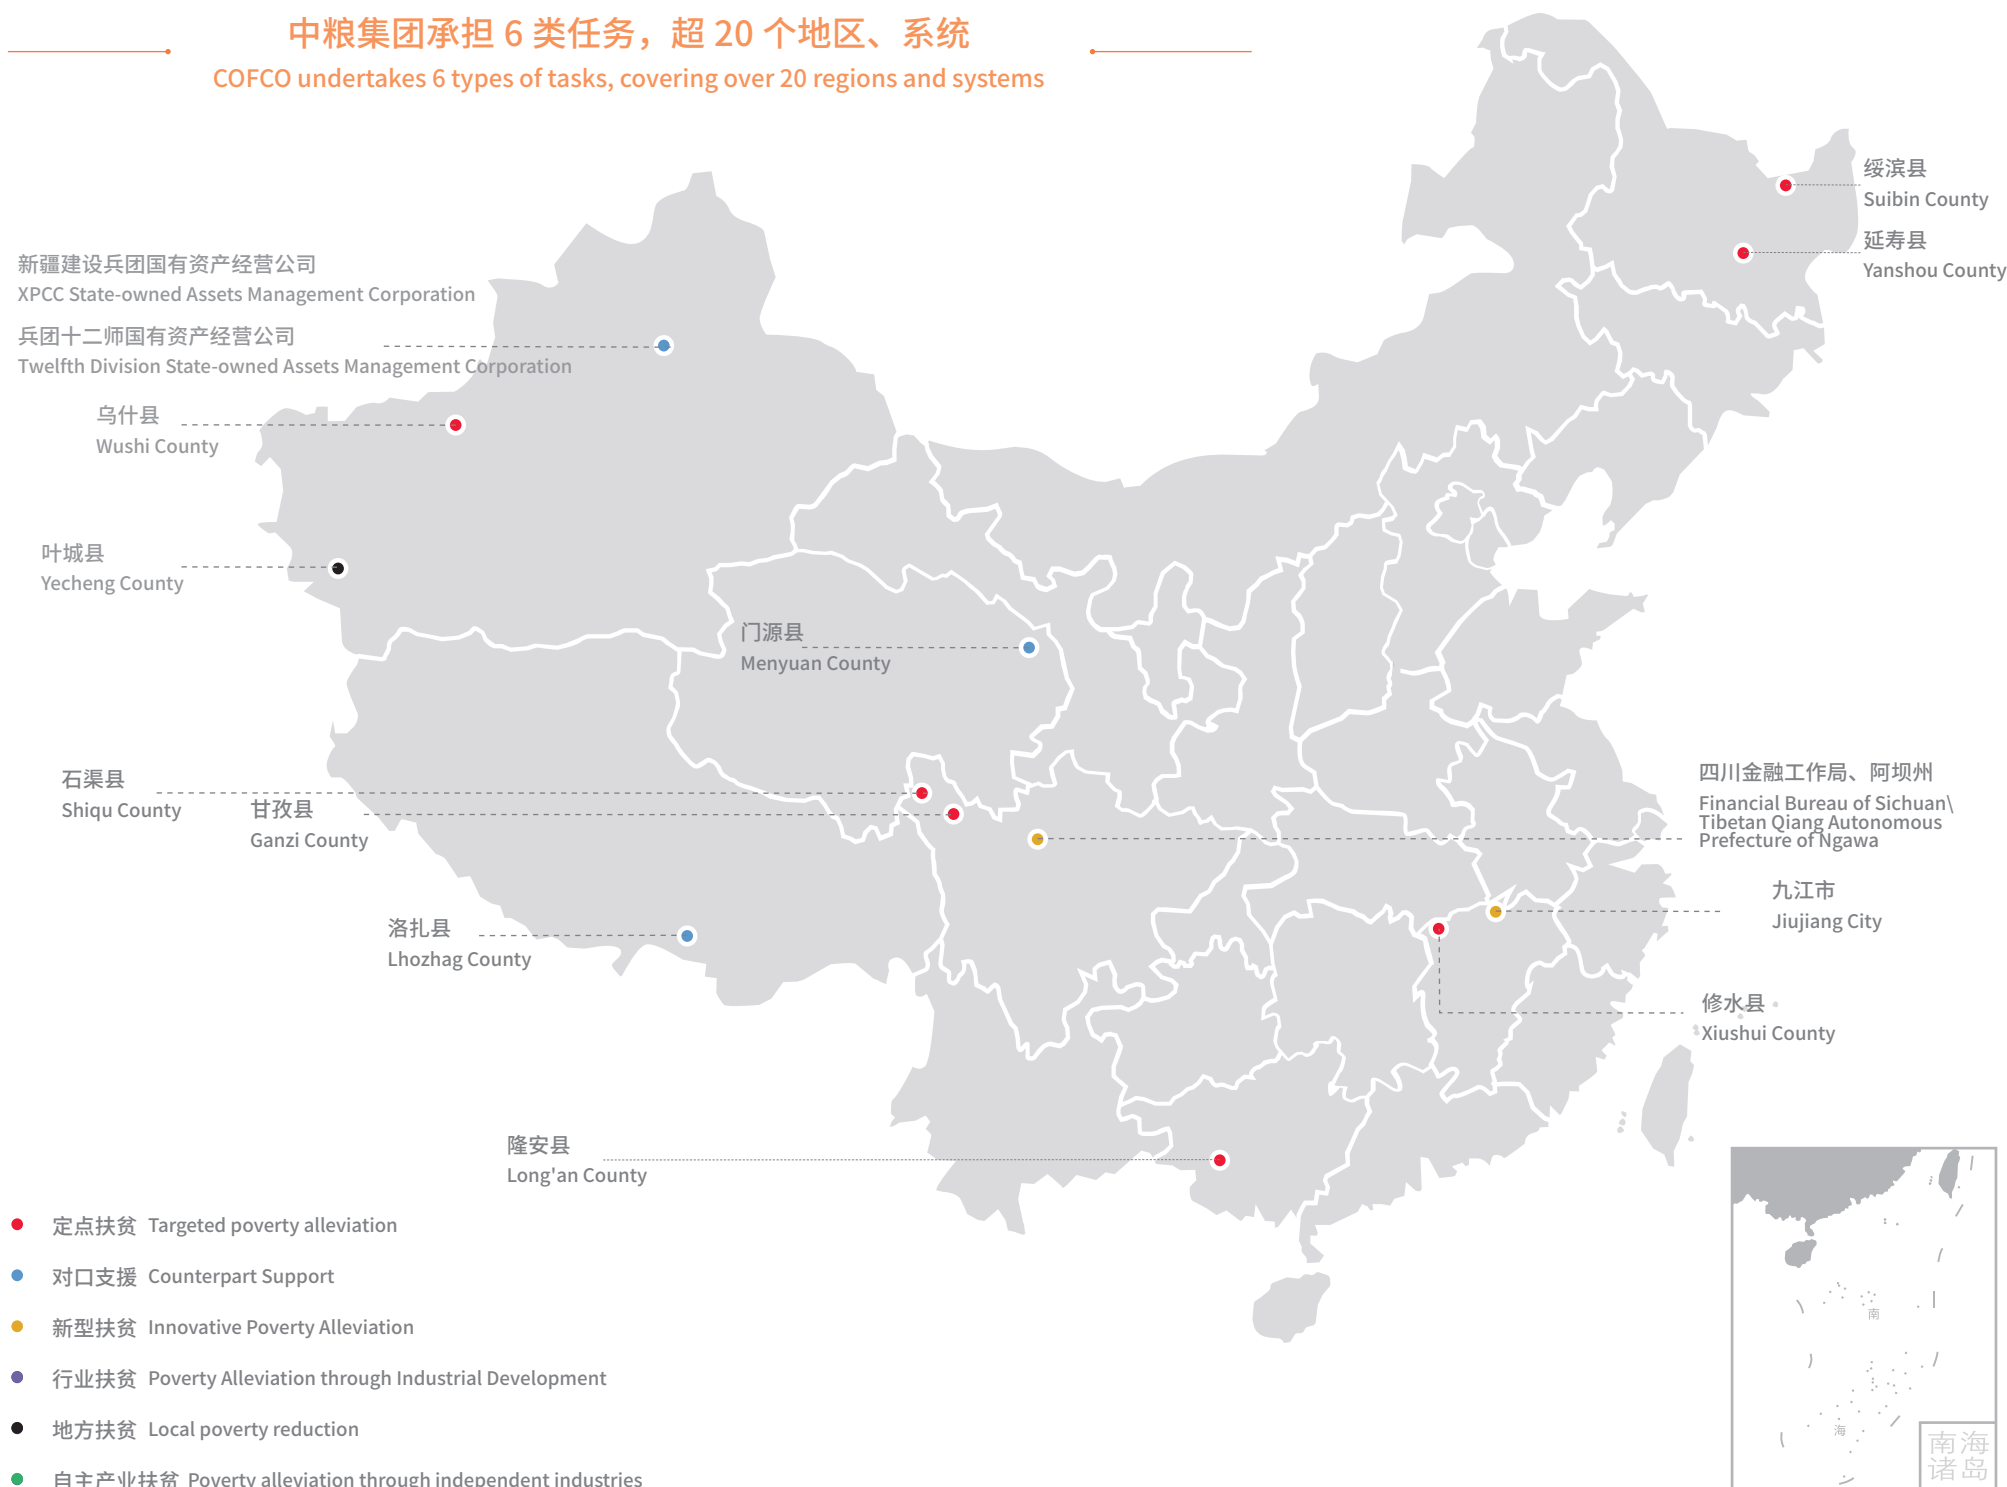 中粮集团承担 6 类任务，超 20 个地区、系统
COFCO undertakes 6 types of tasks, covering over 20 regions and systems
绥滨县
Suibin County
延寿县
Yanshou County
新疆建设兵团国有资产经营公司
XPCC State-owned Assets Management Corporation
兵团十二师国有资产经营公司
Twelfth Division State-owned Assets Management Corporation
乌什县
Wushi County
叶城县
Yecheng County
门源县
Menyuan County
石渠县
Shiqu County
甘孜县
Ganzi County
四川金融工作局、阿坝州
Financial Bureau of Sichuan\
Tibetan Qiang Autonomous
Prefecture of Ngawa
九江市
Jiujiang City
洛扎县
Lhozhag County
修水县
Xiushui County
隆安县
Long'an County
定点扶贫 Targeted poverty alleviation
对口支援 Counterpart Support
新型扶贫 Innovative Poverty Alleviation
行业扶贫 Poverty Alleviation through Industrial Development
地方扶贫 Local poverty reduction
自主产业扶贫 Poverty alleviation through independent industries
南
海
南海
诸岛